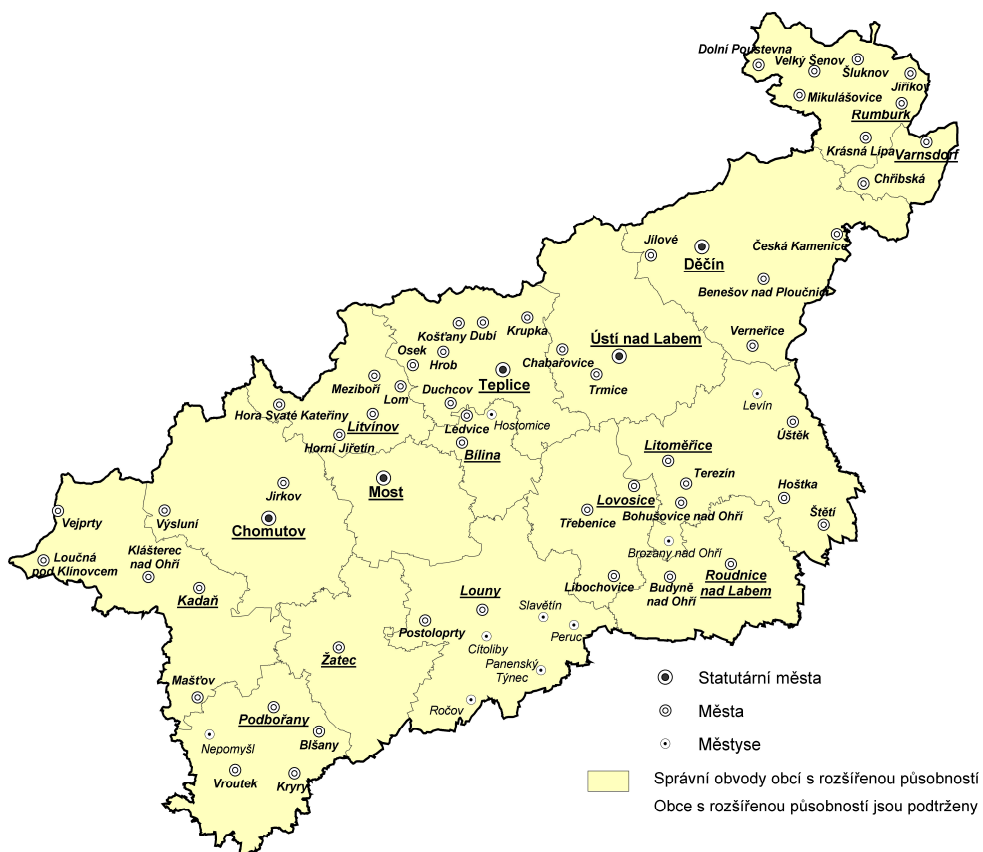 Dolní Poustevna
Velký Šenov
Šluknov
Jiříkov
Mikulášovice
Rumburk
Krásná Lípa
Varnsdorf
Chřibská
Jílové
Česká Kamenice
Děčín
Benešov nad Ploučnicí
Verneřice
Košťany
Dubí
Krupka
Ústí nad Labem
Chabařovice
Trmice
Osek
Hrob
Teplice
Meziboří
Lom
Duchcov
Levín
Hora Svaté Kateřiny
Litvínov
Ledvice
Hostomice
Úštěk
Horní Jiřetín
Bílina
Litoměřice
Terezín
Jirkov
Most
Lovosice
Hoštka
Vejprty
Výsluní
Chomutov
Třebenice
Bohušovice nad Ohří
Štětí
Klášterec
nad Ohří
Loučná
pod Klínovcem
Brozany nad Ohří
Kadaň
Louny
Libochovice
Budyně
nad Ohří
Roudnice
nad Labem
Slavětín
Postoloprty
Cítoliby
Peruc
Žatec
Panenský
Týnec
Mašťov
Ročov
Podbořany
Nepomyšl
Blšany
Vroutek
Kryry
Statutární města
Města
Městyse
Správní obvody obcí s rozšířenou působností
Obce s rozšířenou působností jsou podtrženy